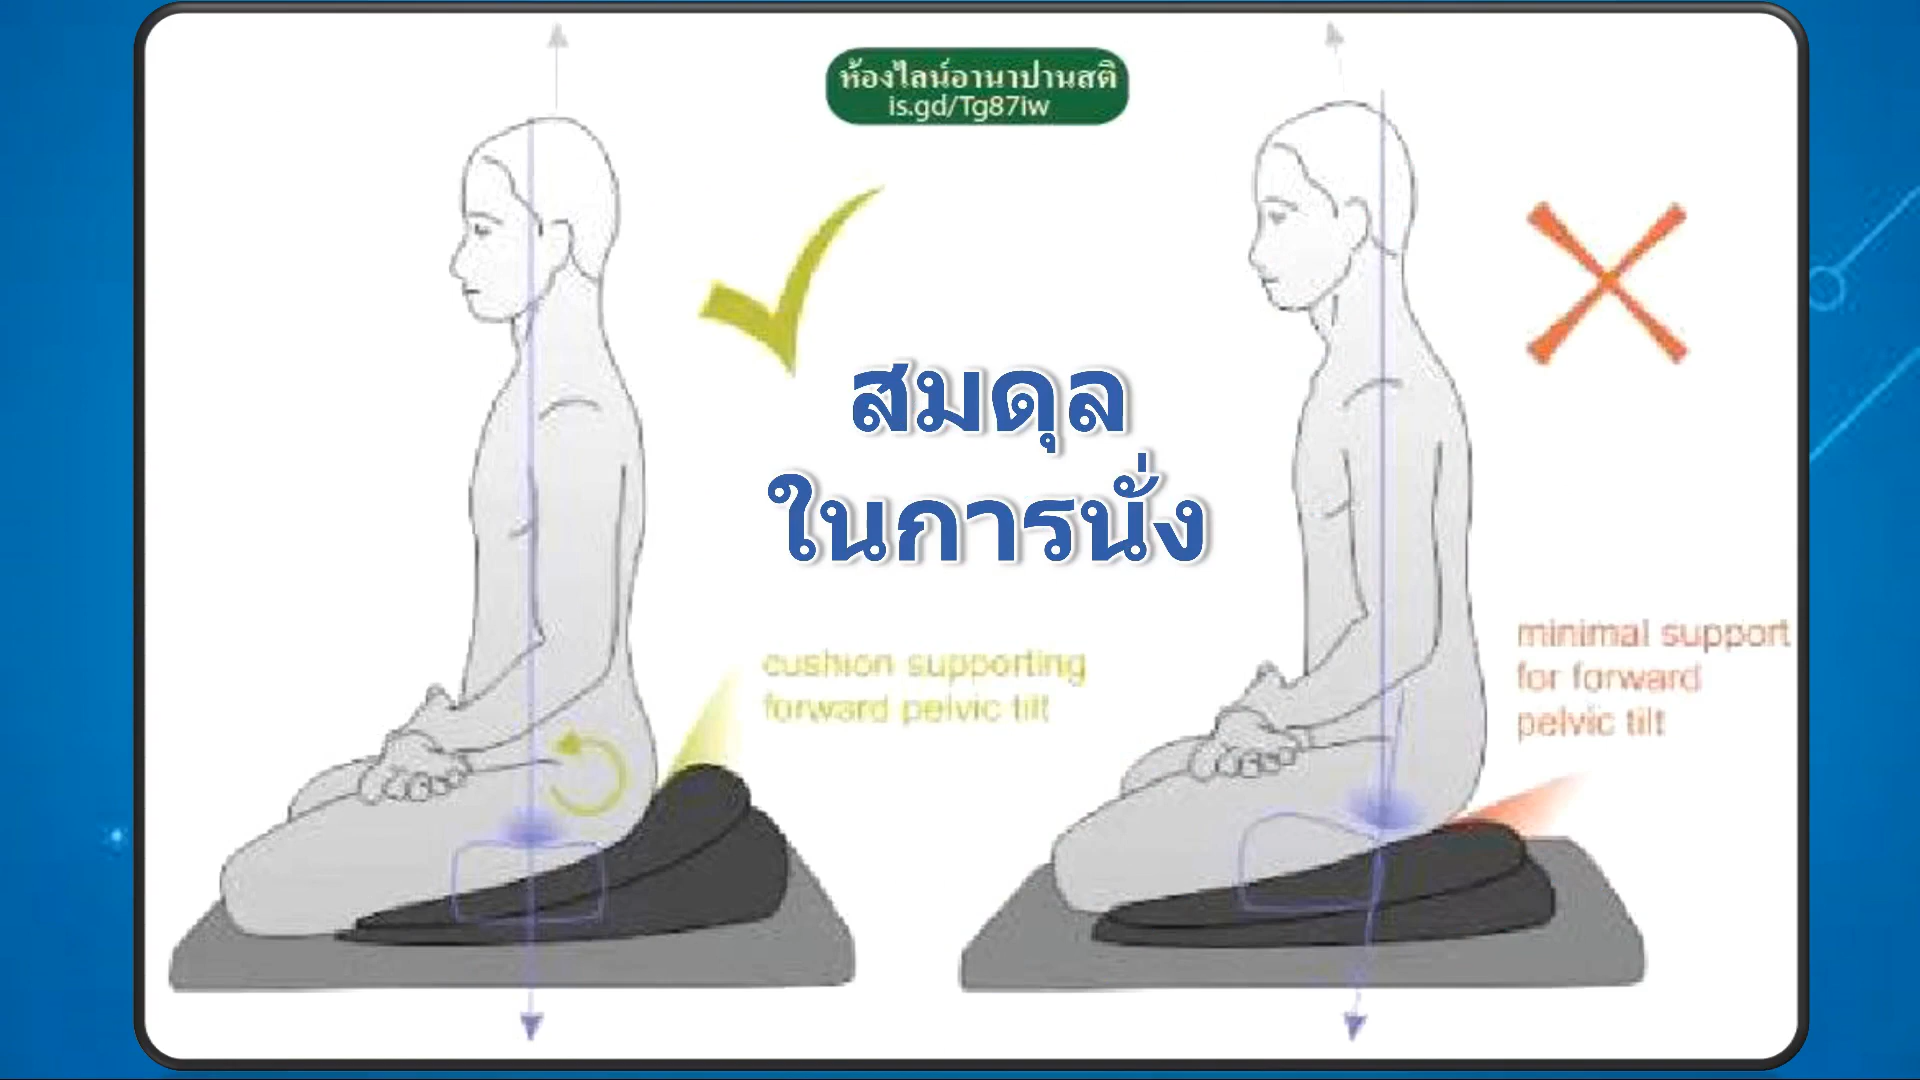 ห้องไลน์อานาปานสติ
is.gd/Tg87iw
สมดุล
ในการนั่ง
cushion supporting
forward pelvic tilt
minimal support
for forward
pelvic tilt